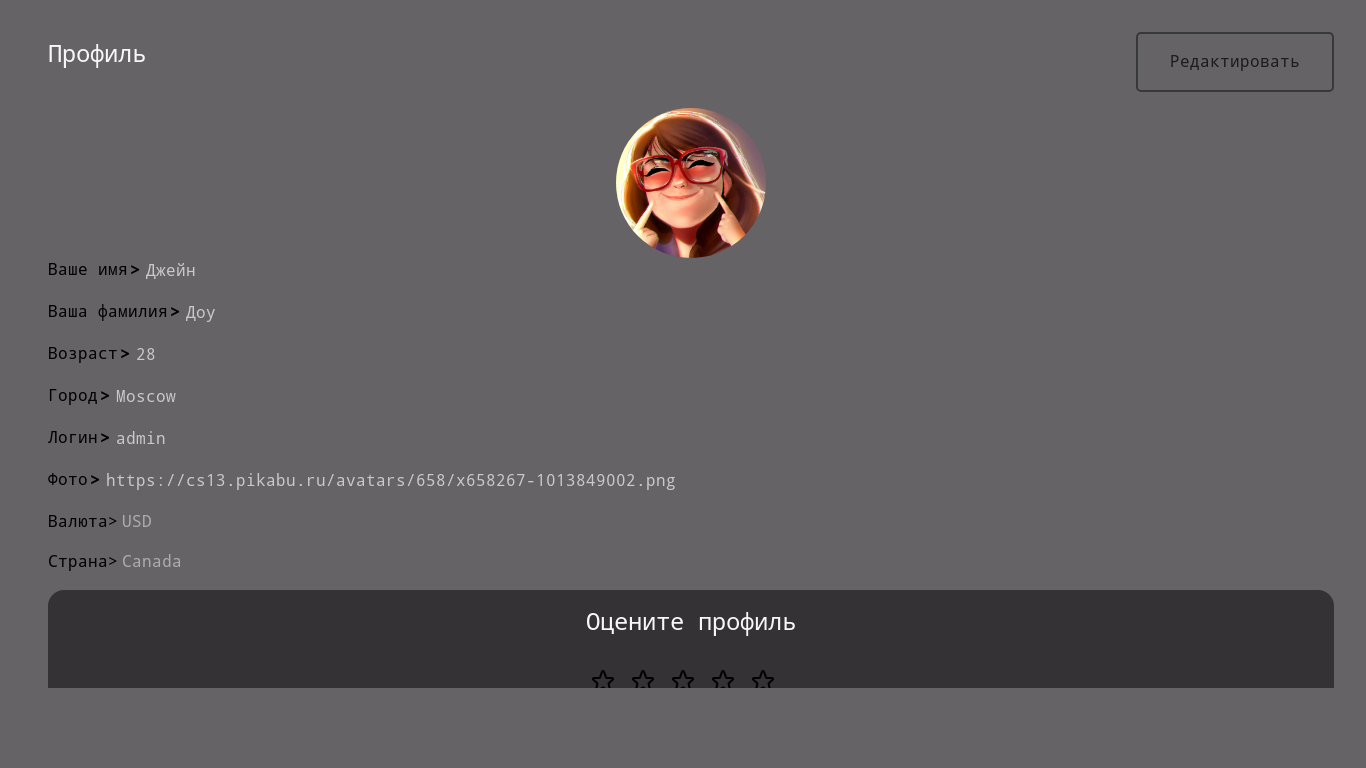 Профиль
Редактировать
Ваше имя> Джейн
Ваша фамилия> Доу
Возраст> 28
Город> Moscow
Логин> admin
Фото> https://cs13.pikabu.ru/avatars/658/x658267-1013849002.png
Валюта> USD
Страна> Canada
Оцените профиль